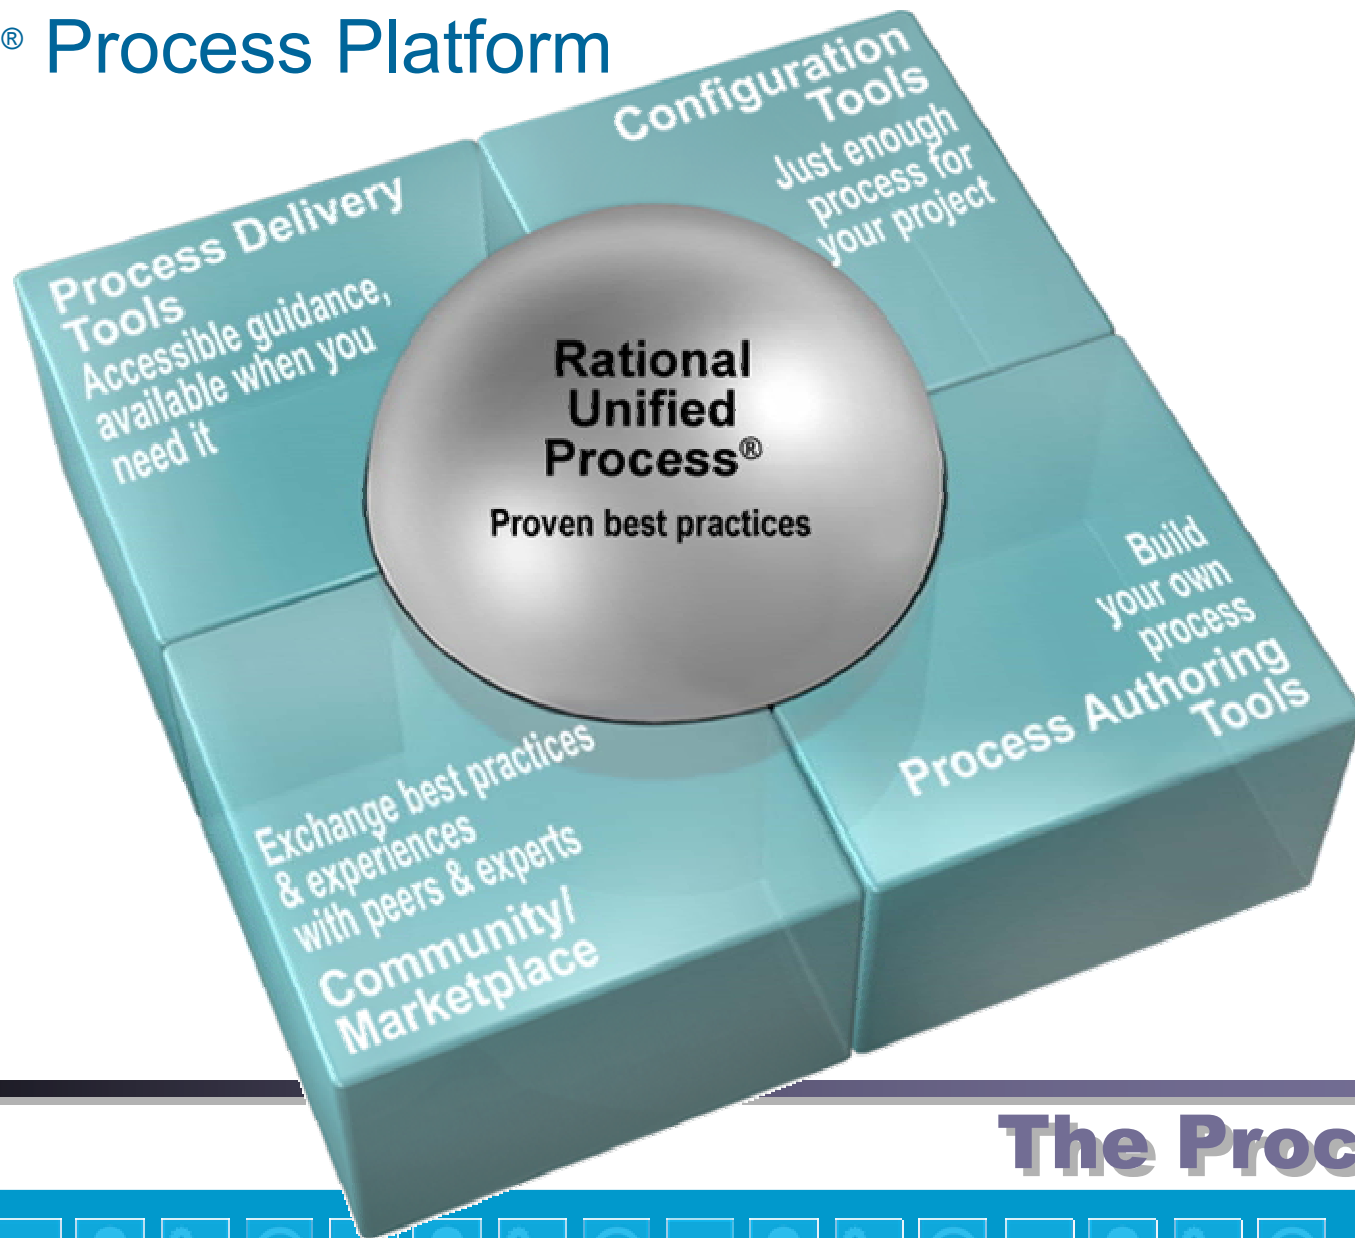 ® Process Platform
Configuration
Tools
Just enough
process for
your project
Process Delivery
Tools
Accessible guidance,
available when you
need it
Rational
Unified
Process®
Proven best practices
Build
your own
process
Process Authoring
Tools
Exchange best practices
& experiences
with peers & experts
Community/
Marketplace
The Proc